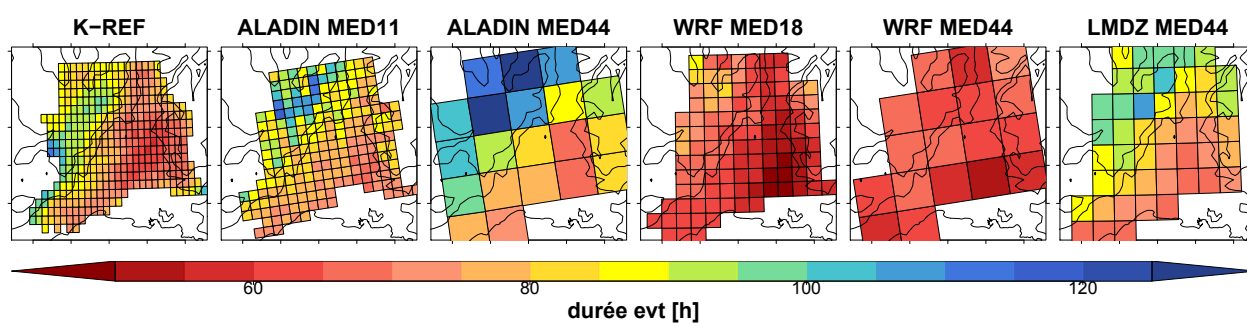 K−REF ALADIN MED11 ALADIN MED44 WRF MED18 WRF MED44 LMDZ MED44
60 80 100 120
durée evt [h]